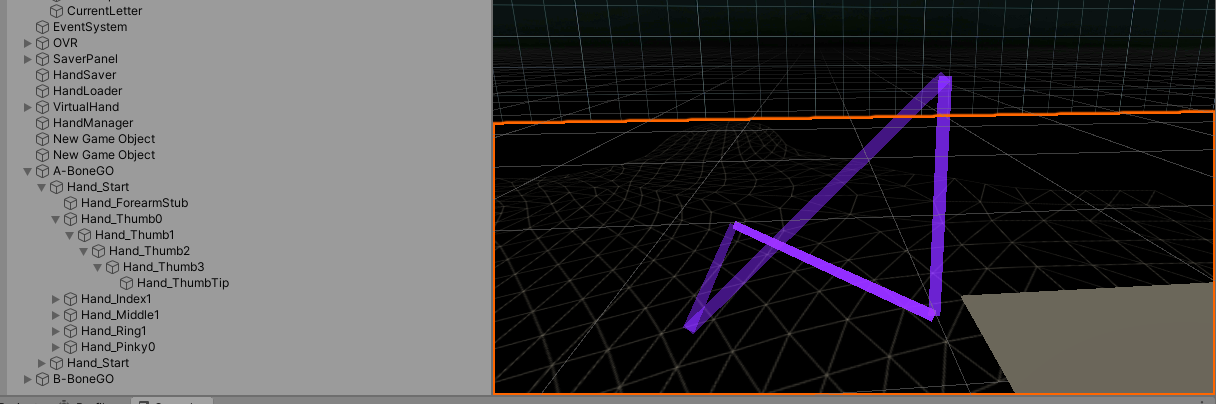 CurrentLetter
EventSystem
OVR
SaverPanel
HandSaver
HandLoader
VirtualHand
HandManager
New Game Object
New Game Object
A-BoneGO
Hand_Start
Hand_ForearmStub
Hand_Thumb0
Hand_Thumb1
Hand_Thumb2
Hand_Thumb3
Hand_ThumbTip
Hand_Index1
Hand_Middle1
Hand_Ring1
Hand_Pinky0
Hand_Start
B-BoneGO